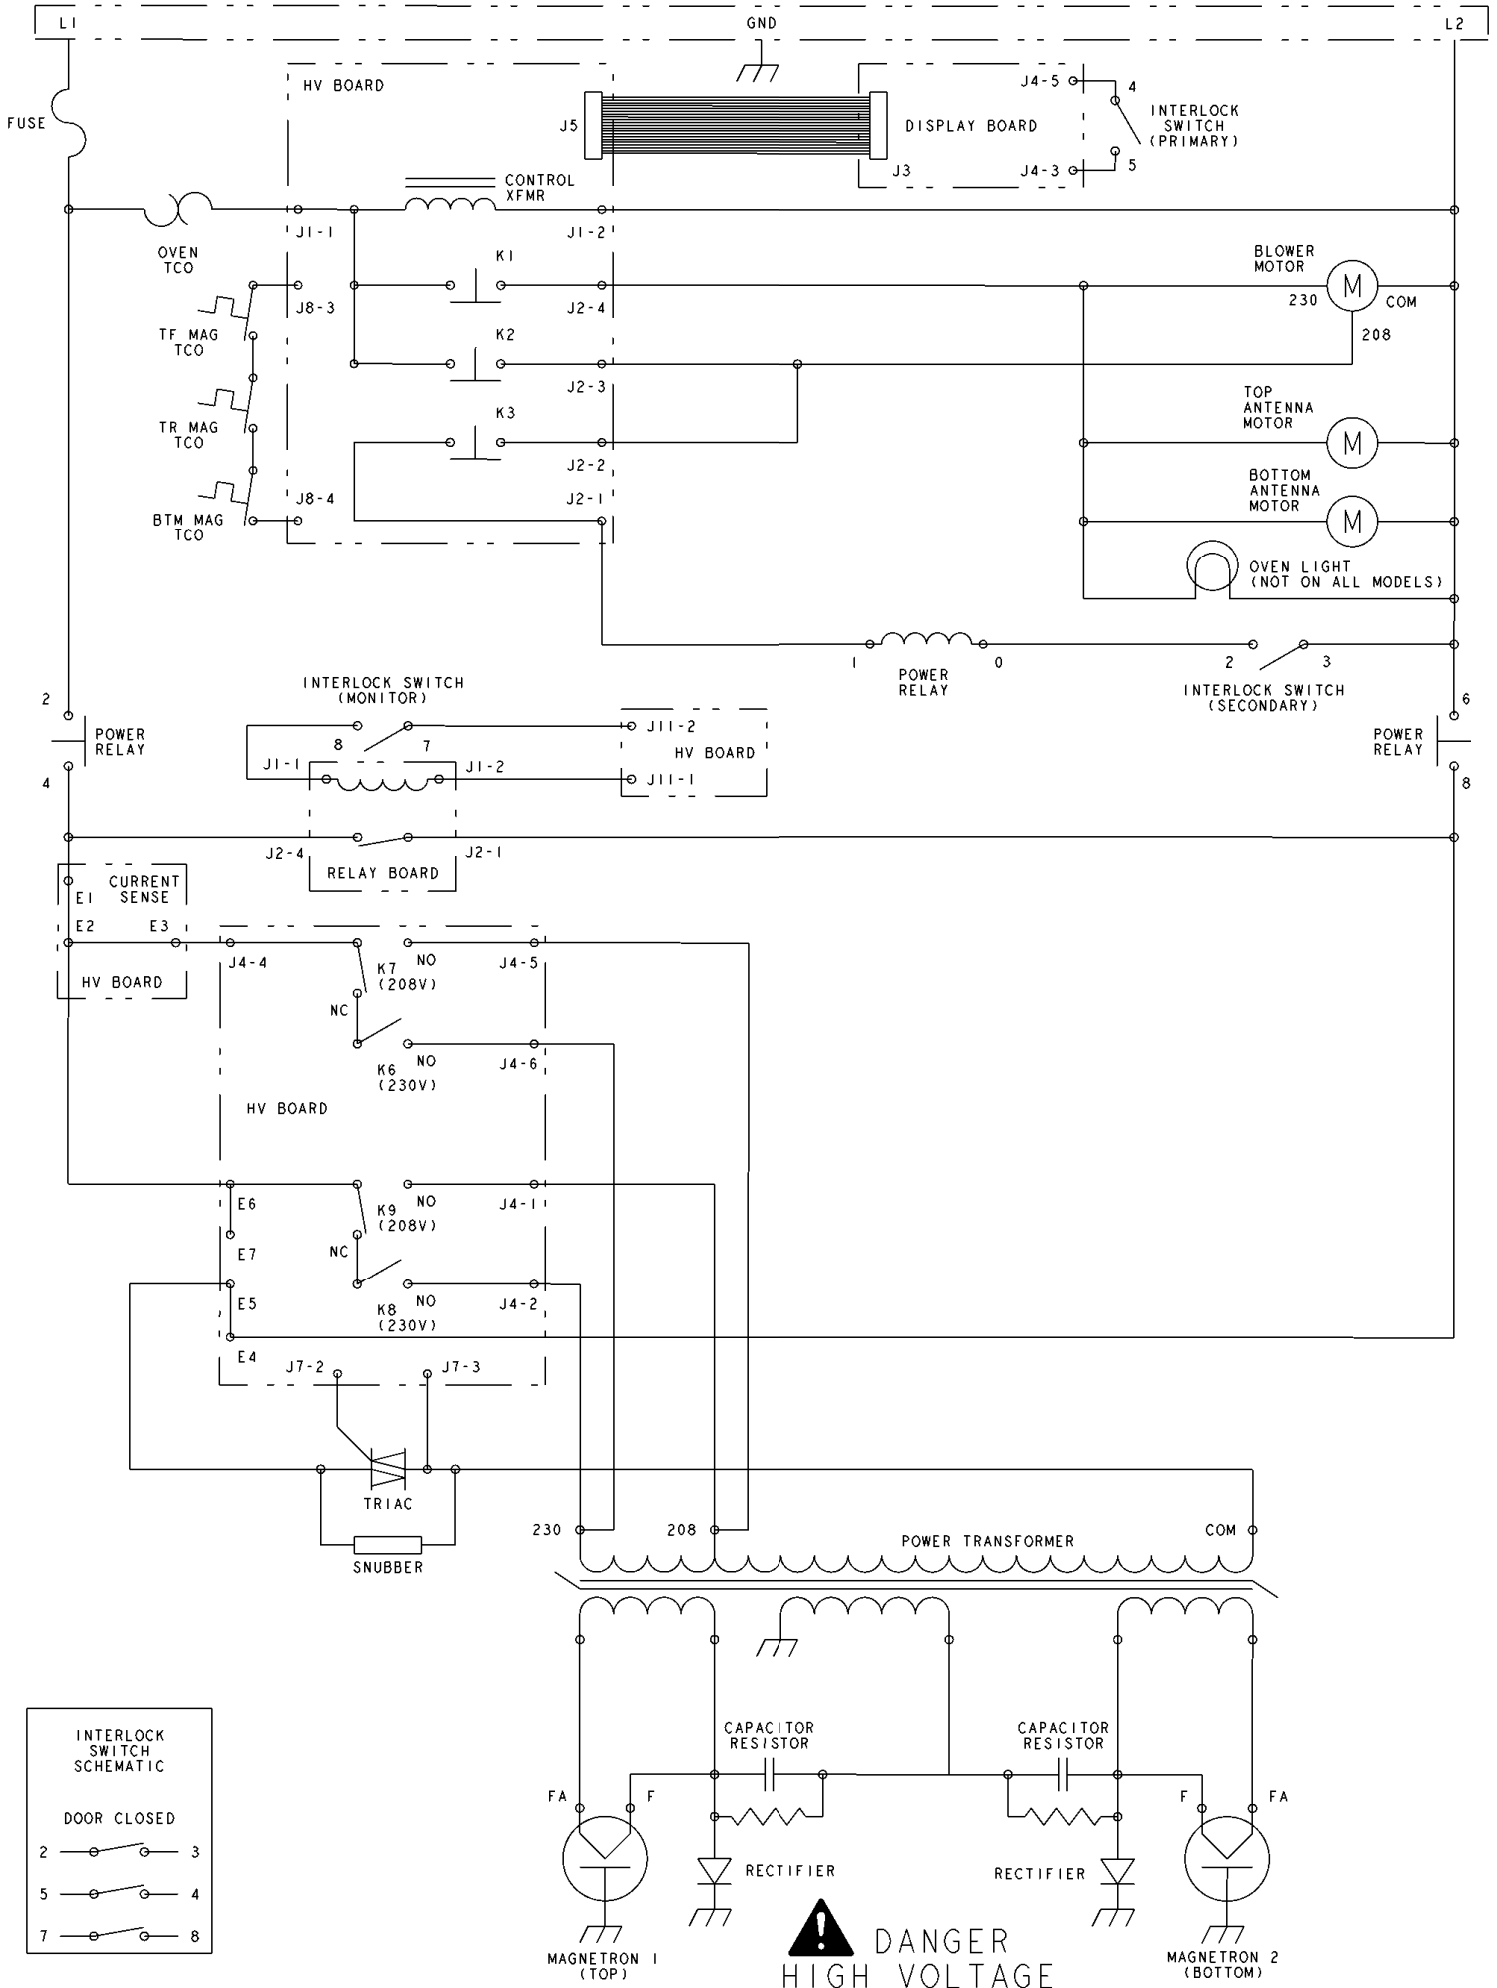 L1
GND
L2
HV BOARD
FUSE
J5
J3
DISPLAY BOARD
J4-5
J4-3
4
5
INTERLOCK
SWITCH
(PRIMARY)
CONTROL
XFMR
J1-1
J1-2
OVEN
TCO
K1
BLOWER
MOTOR
M
230
COM
208
J8-3
J2-4
TF MAG
TCO
K2
J2-3
TR MAG
TCO
K3
J2-2
TOP
ANTENNA
MOTOR
M
BTM MAG
TCO
J8-4
J2-1
BOTTOM
ANTENNA
MOTOR
M
OVEN LIGHT
(NOT ON ALL MODELS)
1
0
POWER
RELAY
2
3
INTERLOCK SWITCH
(SECONDARY)
2
POWER
RELAY
4
INTERLOCK SWITCH
(MONITOR)
8
7
J11-2
HV BOARD
J11-1
J1-1
J1-2
6
POWER
RELAY
8
J2-4
J2-1
RELAY BOARD
CURRENT
SENSE
E1
E2
E3
HV BOARD
J4-4
K7
(208V)
NO
J4-5
NC
K6
(230V)
NO
J4-6
HV BOARD
E6
K9
(208V)
NO
J4-1
E7
NC
E5
K8
(230V)
NO
J4-2
E4
J7-2
J7-3
TRIAC
SNUBBER
230
208
POWER TRANSFORMER
COM
CAPACITOR
RESISTOR
CAPACITOR
RESISTOR
FA
F
F
FA
RECTIFIER
RECTIFIER
MAGNETRON 1
(TOP)
MAGNETRON 2
(BOTTOM)
! DANGER
HIGH VOLTAGE
INTERLOCK
SWITCH
SCHEMATIC
DOOR CLOSED
2 3
5 4
7 8